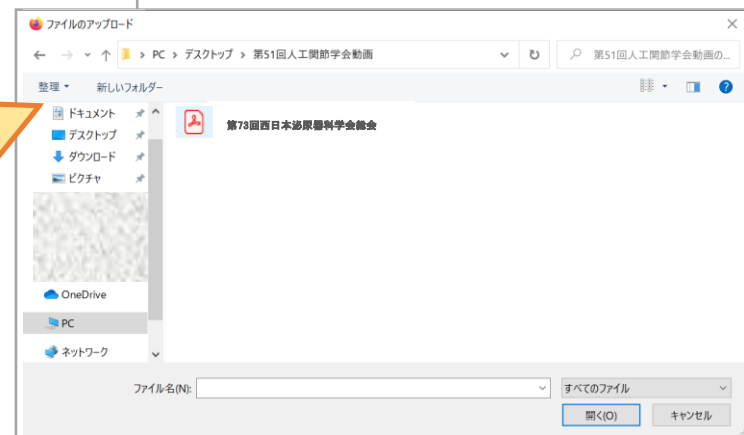 ファイルのアップロード
PC > デスクトップ > 第51回人工関節学会動画
第51回人工関節学会動画の...
整理 新しいフォルダー
ドキュメント
第73回西日本泌尿器科学会総会
デスクトップ
ダウンロード
ピクチャ
OneDrive
PC
ネットワーク
ファイル名(N):
すべてのファイル
開く(O) キャンセル